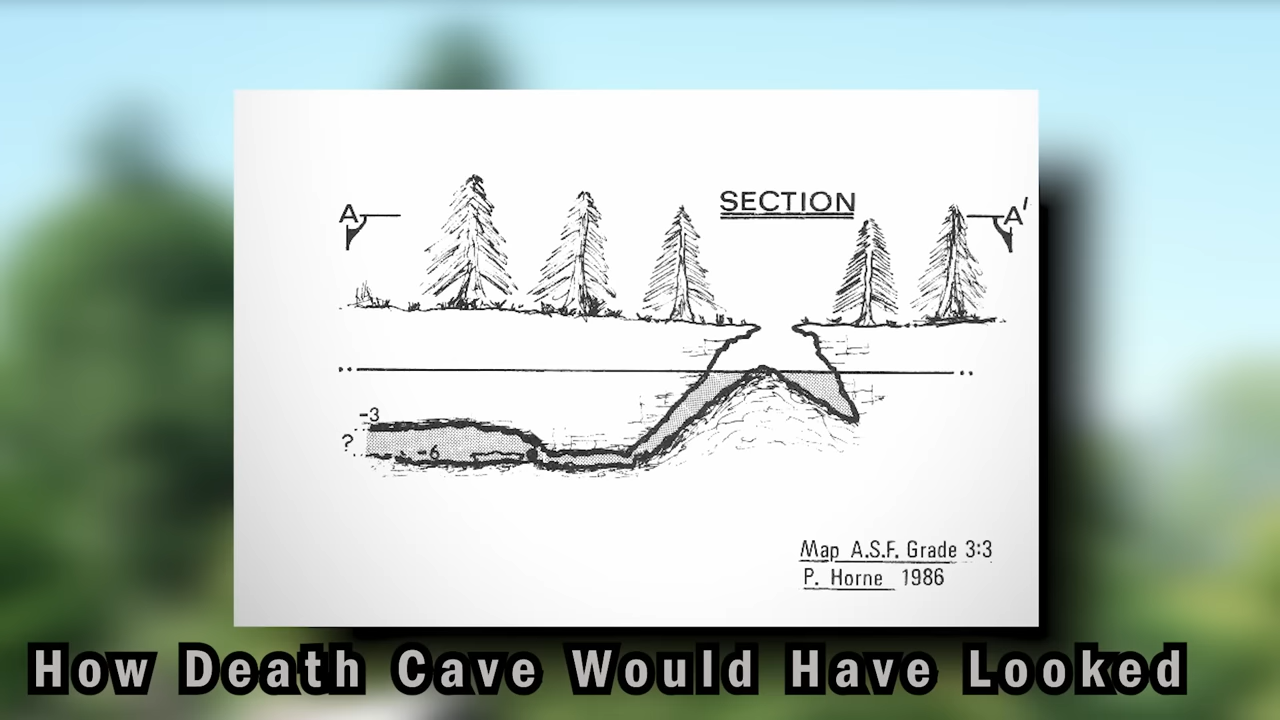 SECTION
A
A'
-3
?
-6
Map A.S.F. Grade 3:3
P. Horne 1986
How Death Cave Would Have Looked